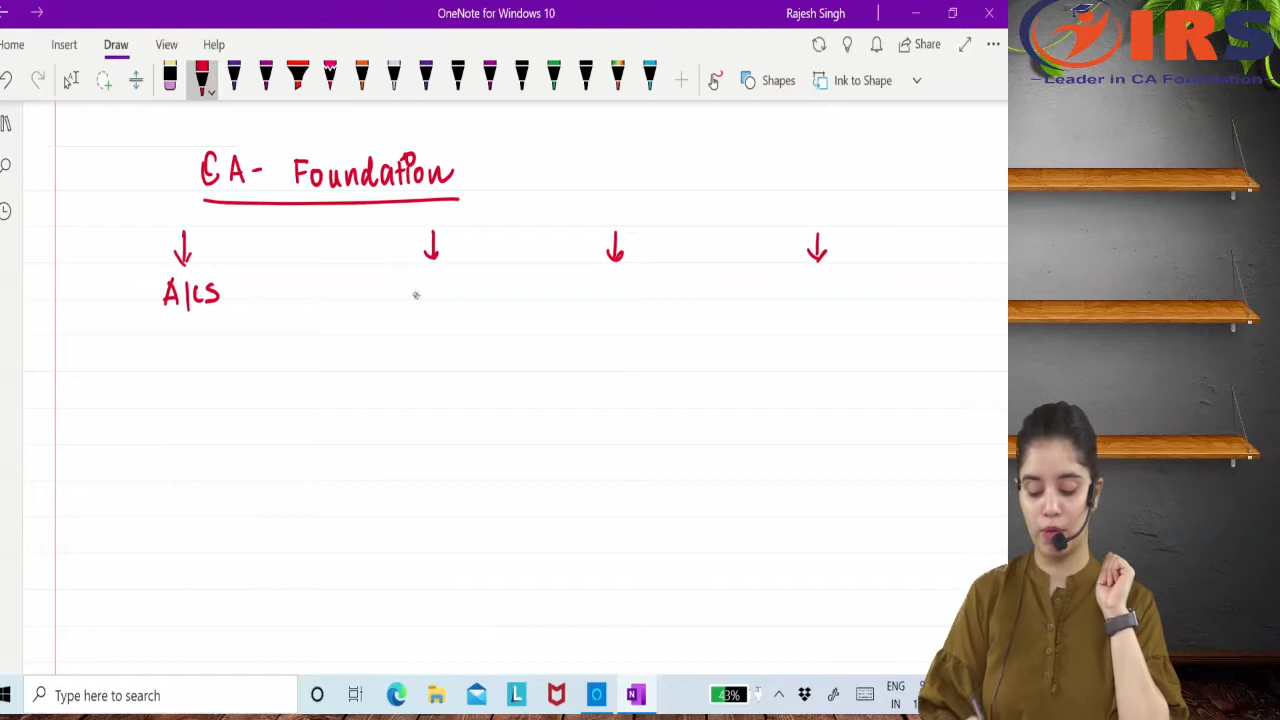 OneNote for Windows 10
Rajesh Singh
Home Insert Draw View Help
Share
Shapes
Ink to Shape
IRS
-Leader in CA Foundation-
CA- Foundation
A/CS
Type here to search
43%
ENG
IN